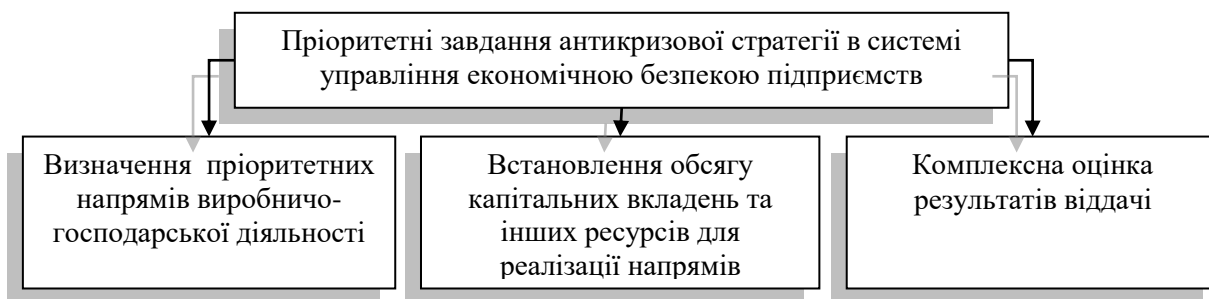 Пріоритетні завдання антикризової стратегії в системі
управління економічною безпекою підприємств
Визначення пріоритетних
напрямів виробничо-
господарської діяльності
Встановлення обсягу
капітальних вкладень та
інших ресурсів для
реалізації напрямів
Комплексна оцінка
результатів віддачі